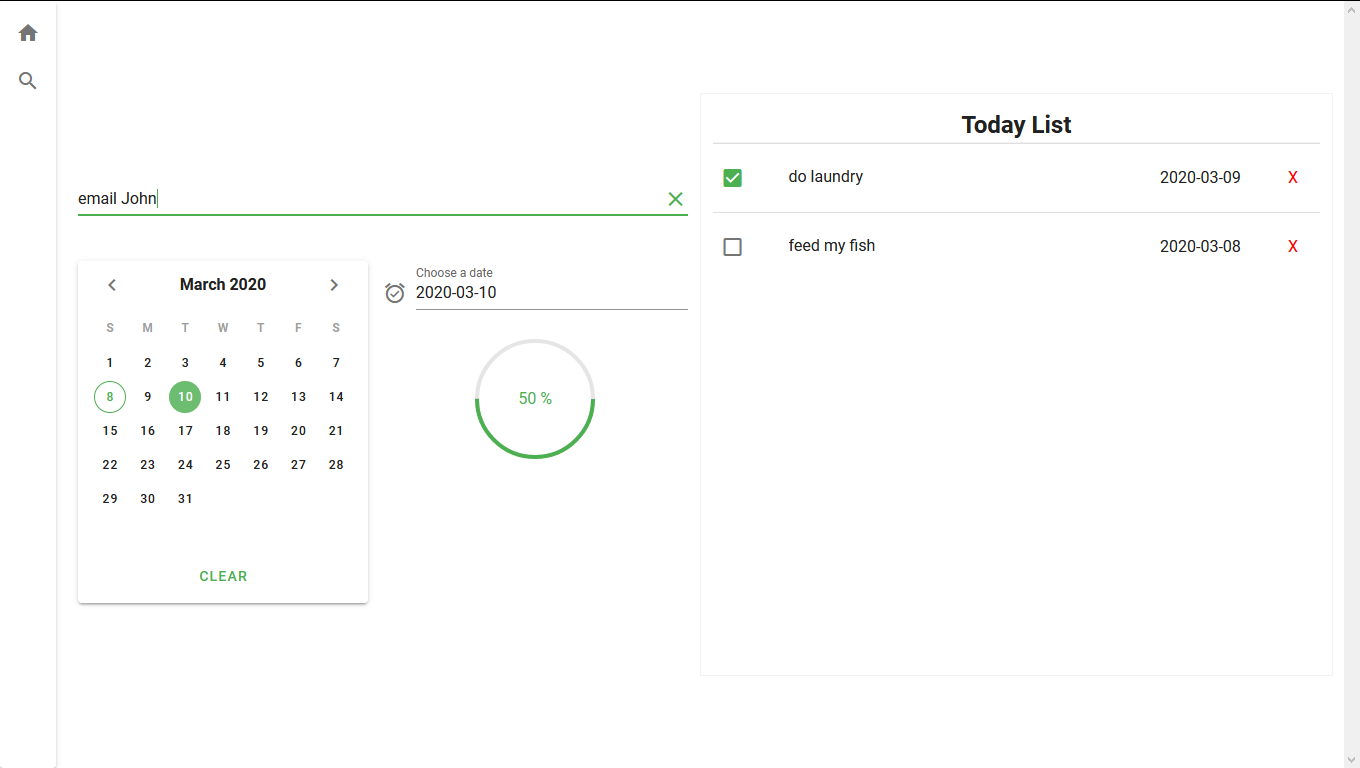 email John
March 2020
S M T W T F S
1 2 3 4 5 6 7
8 9 10 11 12 13 14
15 16 17 18 19 20 21
22 23 24 25 26 27 28
29 30 31
CLEAR
Choose a date
2020-03-10
50 %
Today List
do laundry 2020-03-09 X
feed my fish 2020-03-08 X